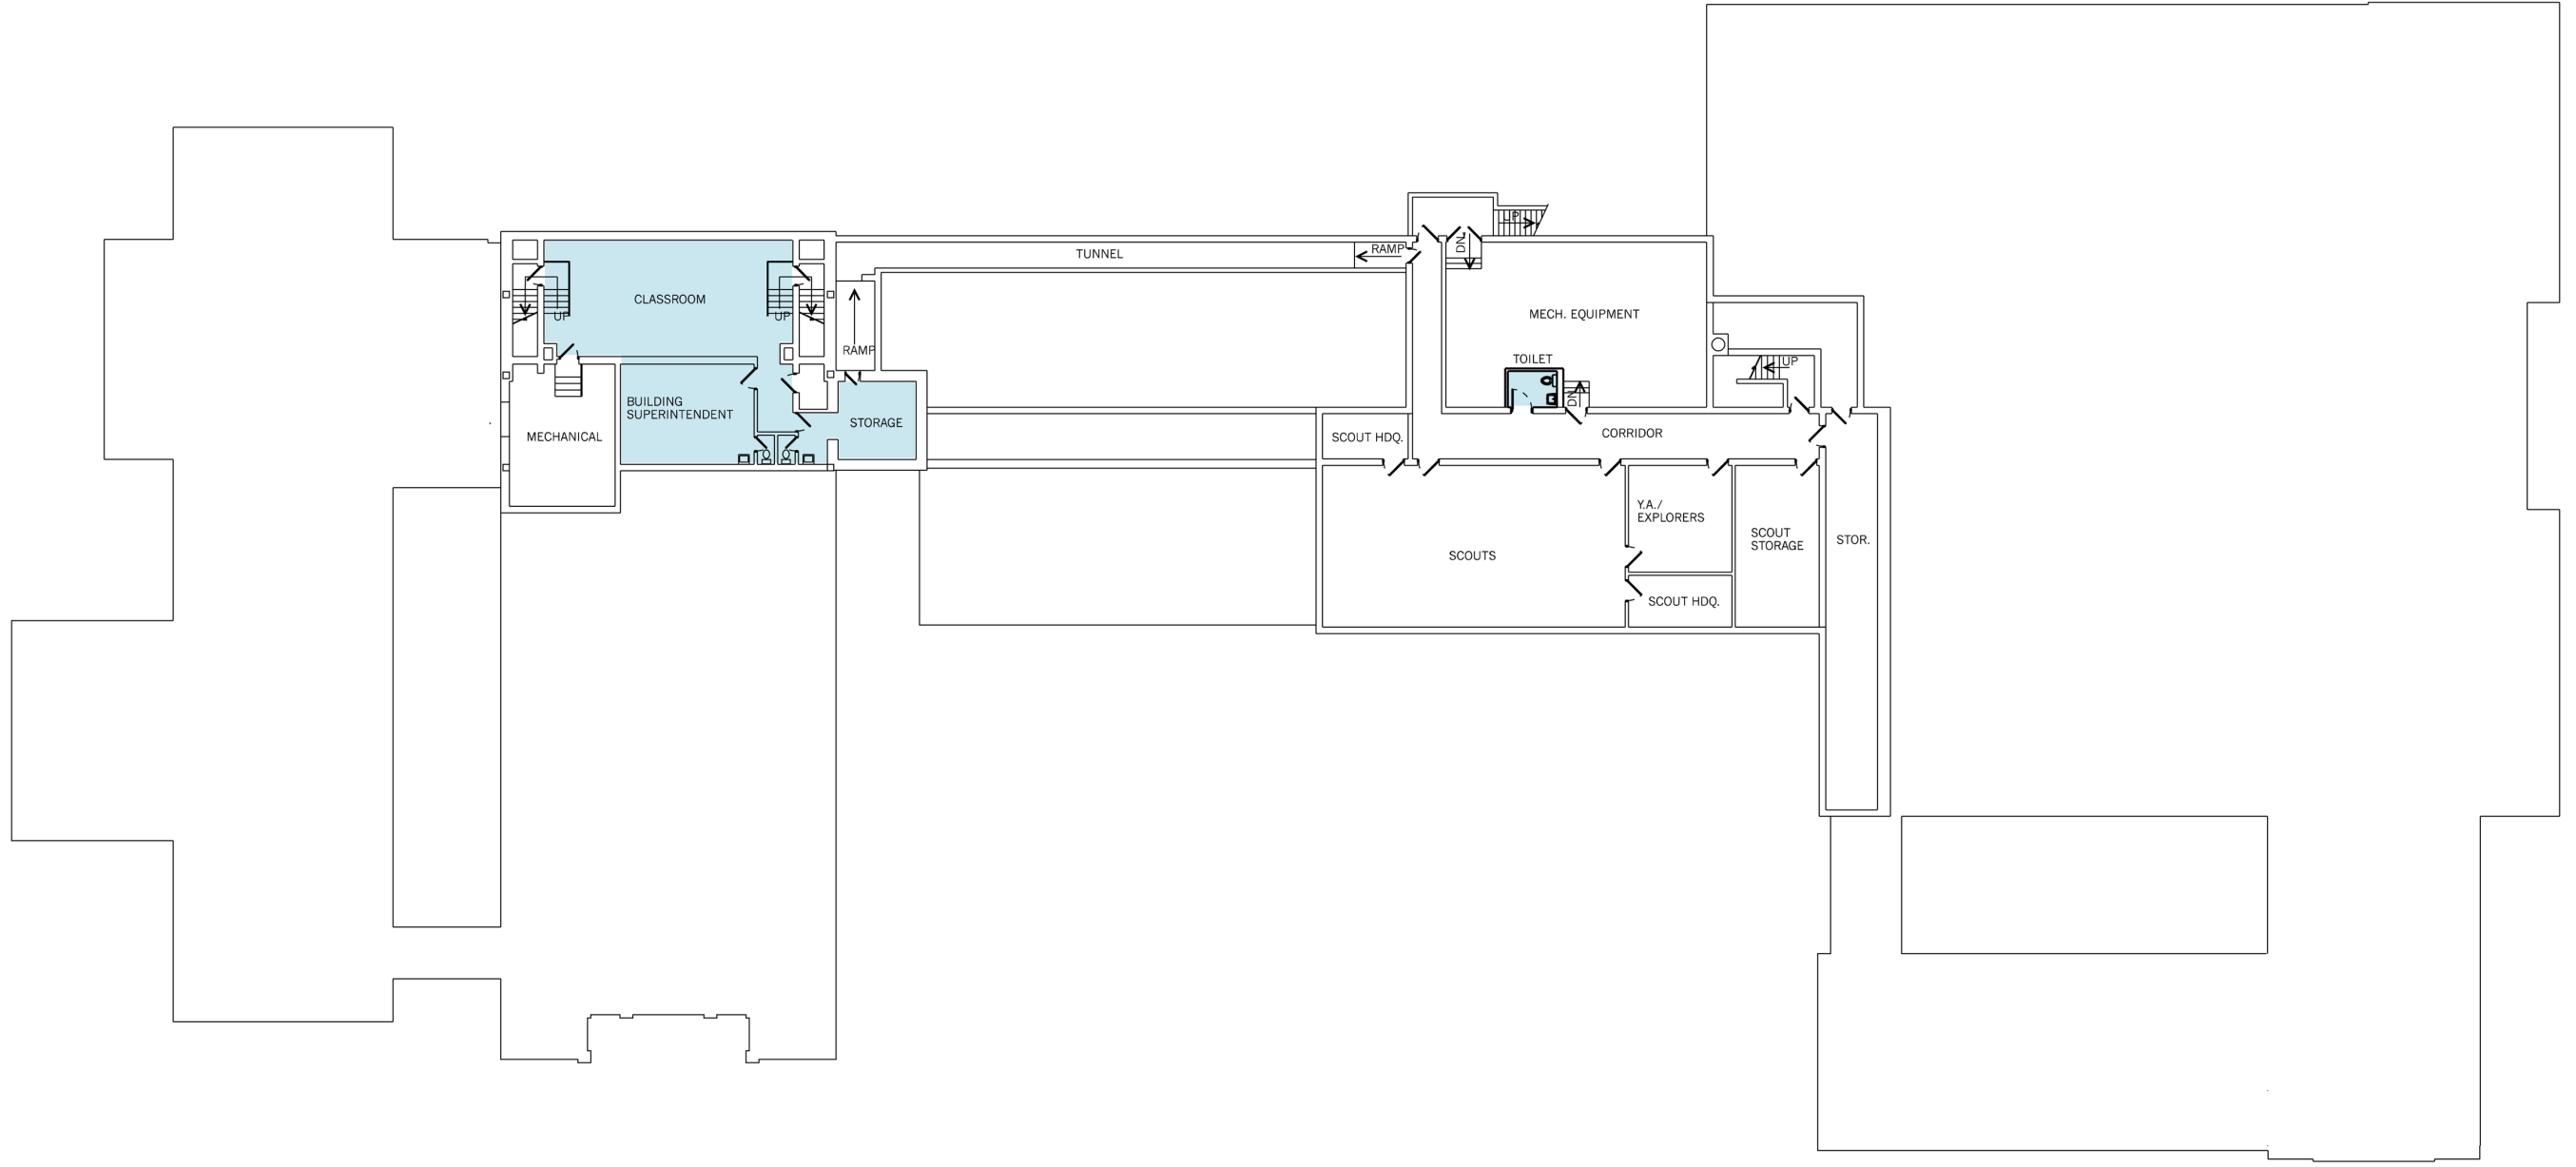 UP
TUNNEL
RAMP
DN.
CLASSROOM
UP
UP
MECH. EQUIPMENT
RAMP
TOILET
UP
DN
BUILDING
SUPERINTENDENT
STORAGE
MECHANICAL
SCOUT HDQ.
CORRIDOR
Y.A./
EXPLORERS
SCOUT
STORAGE
STOR.
SCOUTS
SCOUT HDQ.